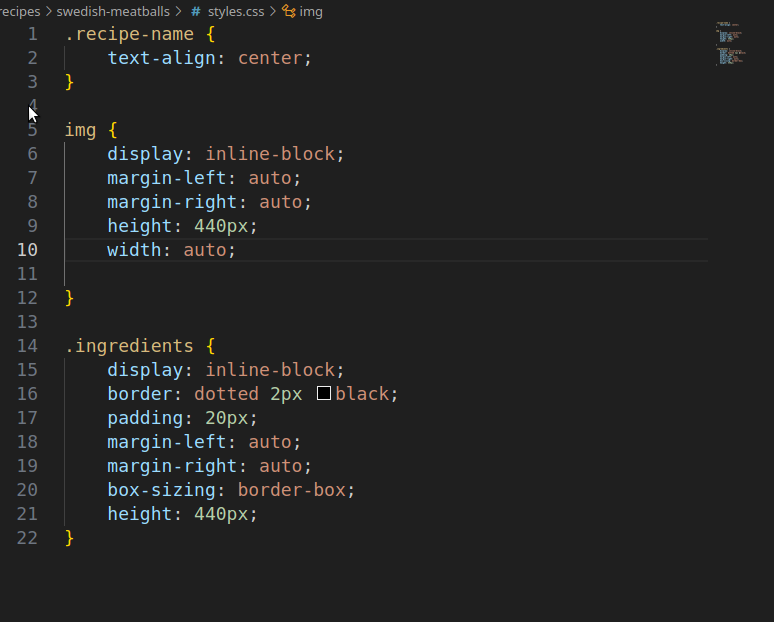 recipes > swedish-meatballs > # styles.css > img
1 .recipe-name {
2     text-align: center;
3 }
4
5 img {
6     display: inline-block;
7     margin-left: auto;
8     margin-right: auto;
9     height: 440px;
10     width: auto;
11
12 }
13
14 .ingredients {
15     display: inline-block;
16     border: dotted 2px black;
17     padding: 20px;
18     margin-left: auto;
19     margin-right: auto;
20     box-sizing: border-box;
21     height: 440px;
22 }